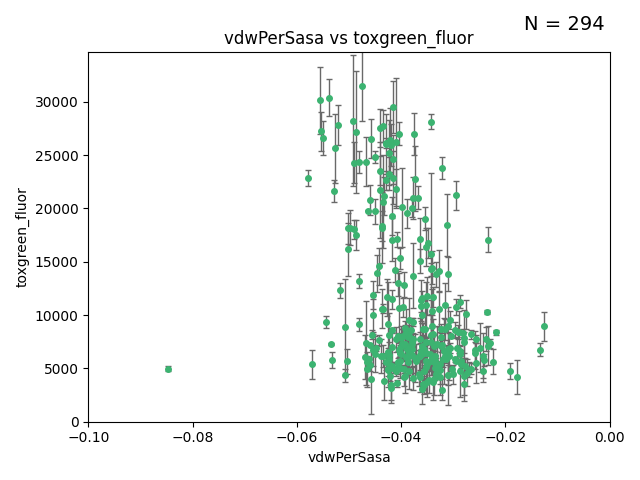 N = 294
vdwPerSasa vs toxgreen_fluor
30000
25000
20000
15000
10000
5000
0
toxgreen_fluor
−0.10 −0.08 −0.06 −0.04 −0.02 0.00
vdwPerSasa